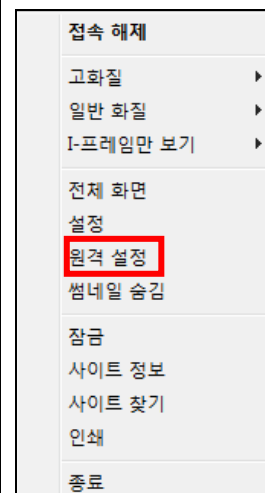 접속 해제
고화질
일반 화질
I-프레임만 보기
전체 화면
설정
원격 설정
썸네일 숨김
잠금
사이트 정보
사이트 찾기
인쇄
종료